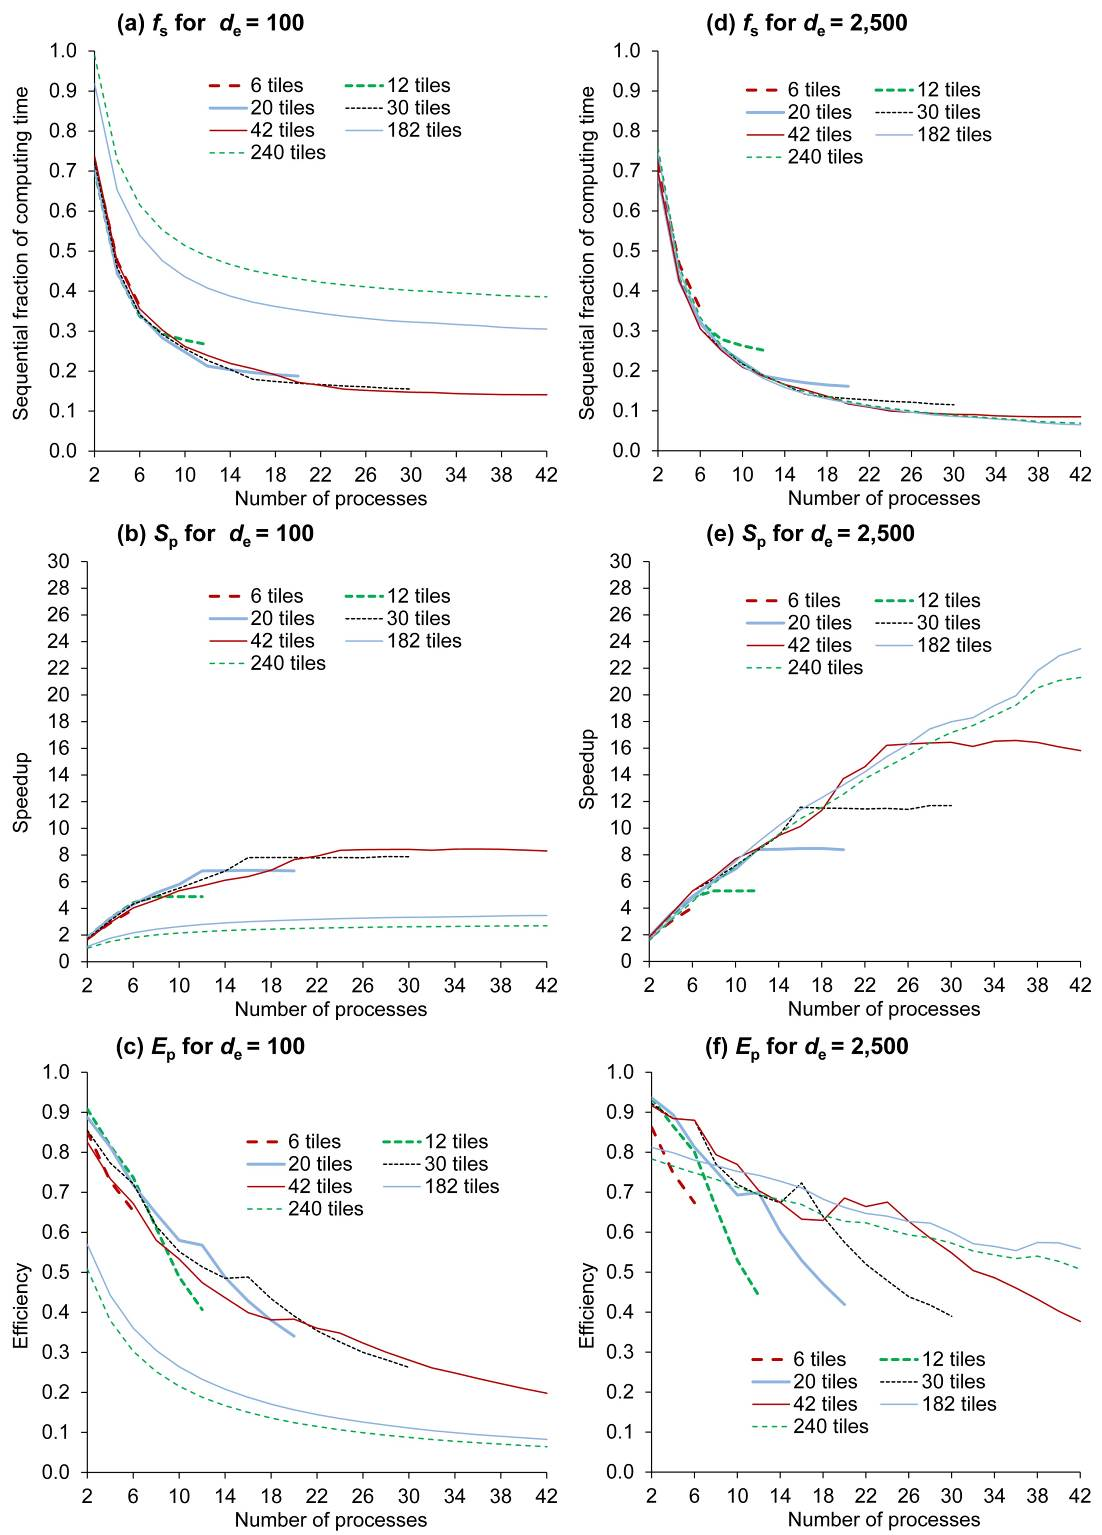 (a) fs for de = 100
Sequential fraction of computing time
1.0
0.9
0.8
0.7
0.6
0.5
0.4
0.3
0.2
0.1
0.0
6 tiles 12 tiles
20 tiles 30 tiles
42 tiles 182 tiles
240 tiles
2 6 10 14 18 22 26 30 34 38 42
Number of processes
(d) fs for de = 2,500
Sequential fraction of computing time
1.0
0.9
0.8
0.7
0.6
0.5
0.4
0.3
0.2
0.1
0.0
6 tiles 12 tiles
20 tiles 30 tiles
42 tiles 182 tiles
240 tiles
2 6 10 14 18 22 26 30 34 38 42
Number of processes
(b) Sp for de = 100
Speedup
30
28
26
24
22
20
18
16
14
12
10
8
6
4
2
0
6 tiles 12 tiles
20 tiles 30 tiles
42 tiles 182 tiles
240 tiles
2 6 10 14 18 22 26 30 34 38 42
Number of processes
(e) Sp for de = 2,500
Speedup
30
28
26
24
22
20
18
16
14
12
10
8
6
4
2
0
6 tiles 12 tiles
20 tiles 30 tiles
42 tiles 182 tiles
240 tiles
2 6 10 14 18 22 26 30 34 38 42
Number of processes
(c) Ep for de = 100
Efficiency
1.0
0.9
0.8
0.7
0.6
0.5
0.4
0.3
0.2
0.1
0.0
6 tiles 12 tiles
20 tiles 30 tiles
42 tiles 182 tiles
240 tiles
2 6 10 14 18 22 26 30 34 38 42
Number of processes
(f) Ep for de = 2,500
Efficiency
1.0
0.9
0.8
0.7
0.6
0.5
0.4
0.3
0.2
0.1
0.0
6 tiles 12 tiles
20 tiles 30 tiles
42 tiles 182 tiles
240 tiles
2 6 10 14 18 22 26 30 34 38 42
Number of processes